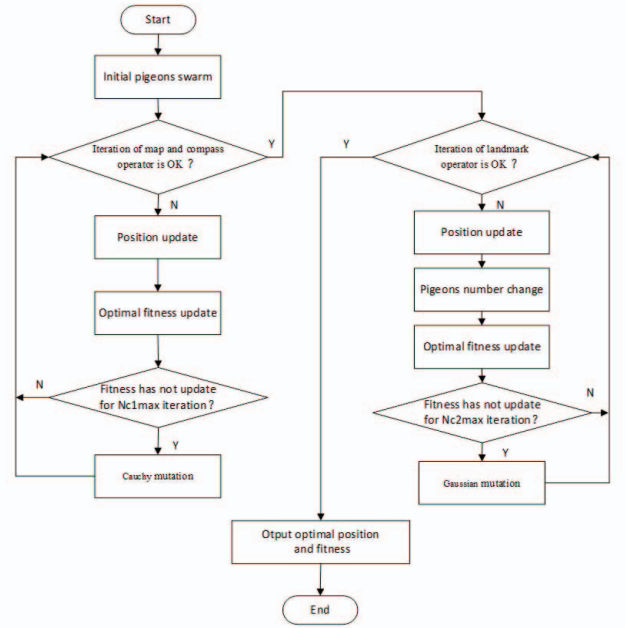 Start
Initial pigeons swarm
Iteration of map and compass
operator is OK ?
Y
N
Position update
Optimal fitness update
Fitness has not update
for Nc1max iteration?
N
Y
Cauchy mutation
Iteration of landmark
operator is OK ?
Y
N
Position update
Pigeons number change
Optimal fitness update
Fitness has not update
for Nc2max iteration?
N
Y
Gaussian mutation
Otput optimal position
and fitness
End